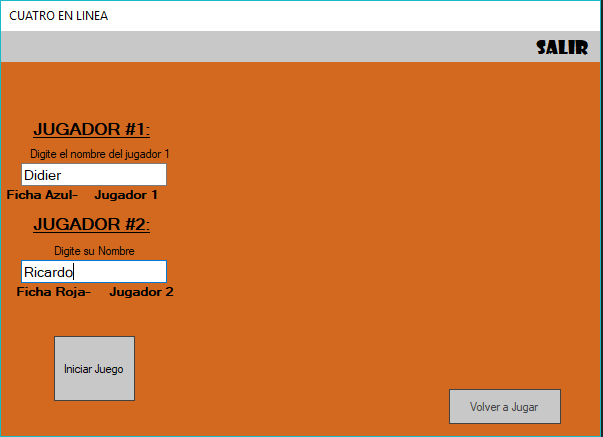 CUATRO EN LINEA
SALIR
JUGADOR #1:
Digite el nombre del jugador 1
Didier
Ficha Azul- Jugador 1
JUGADOR #2:
Digite su Nombre
Ricardo
Ficha Roja- Jugador 2
Iniciar Juego
Volver a Jugar